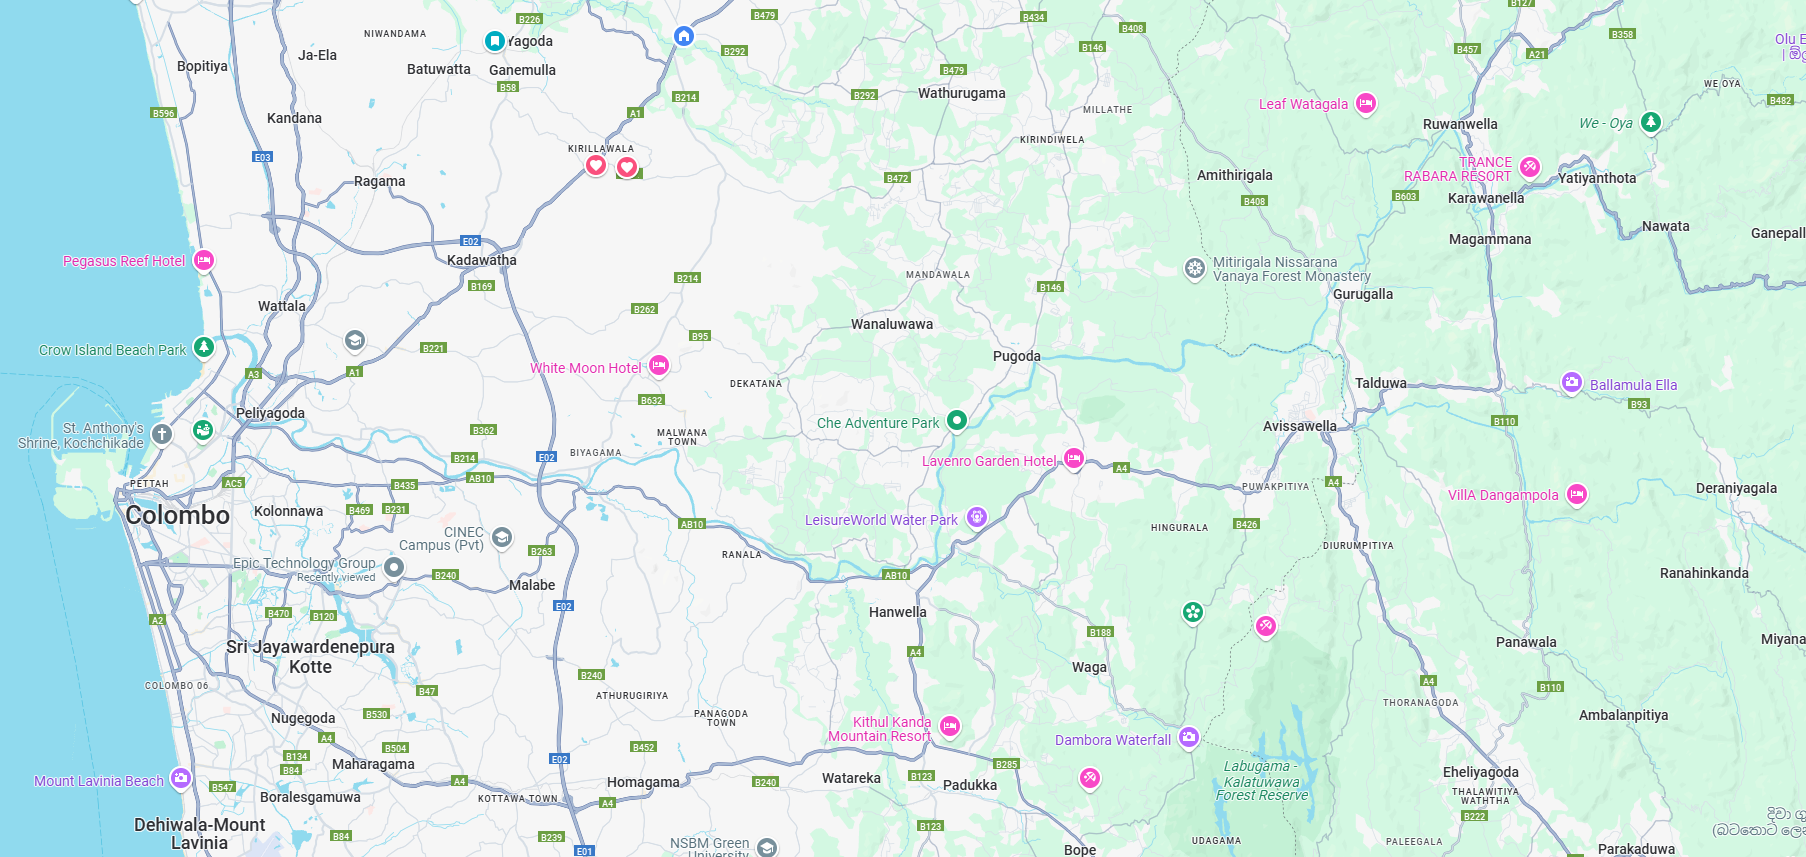 B226
B479
B434
B408
B127
NIWANDAMA
Yagoda
B292
B146
B457
A21
B358
Olu E
Ja-Ela
Bopitiya
Batuwatta
Ganemulla
B479
WE OYA
B58
B214
B292
Wathurugama
B482
B596
Kandana
A1
MILLATHE
Leaf Watagala
Ruwanwella
We - Oya
E03
KIRILLAWALA
KIRINDIWELA
Ragama
B472
Amithirigala
TRANCE
RABARA RESORT
Yatiyanthota
B408
B603
Karawanella
Nawata
Ganepall
E02
Magammana
Pegasus Reef Hotel
Kadawatha
MANDAWALA
Mitirigala Nissarana
Vanaya Forest Monastery
B169
B214
B146
Gurugalla
Wattala
B262
Wanaluwawa
Crow Island Beach Park
B221
B95
Pugoda
A3
A1
White Moon Hotel
DEKATANA
Talduwa
Ballamula Ella
B632
B93
Peliyagoda
Che Adventure Park
B110
St. Anthony's
Shrine, Kochchikade
B362
MALWANA
TOWN
Avissawella
BIYAGAMA
B214
E02
Lavenro Garden Hotel
A4
PETTAH
AC5
B435
AB10
PUWAKPITIYA
A4
VillA Dangampola
Deraniyagala
Colombo
Kolonnawa
B469
B231
AB10
LeisureWorld Water Park
HINGURALA
B426
CINEC
Campus (Pvt)
B263
RANALA
DIURUMPITIYA
Epic Technology Group
Recently viewed
B240
Malabe
AB10
Ranahinkanda
B470
B120
E02
Hanwella
A2
B188
Panawala
Miyana
Sri Jayawardenepura
Kotte
A4
Waga
COLOMBO 06
B47
B240
ATHURUGIRIYA
A4
B110
THORANAGODA
Nugegoda
B530
PANAGODA
TOWN
Kithul Kanda
Mountain Resort
Ambalanpitiya
A4
B504
B452
Dambora Waterfall
B134
B84
Maharagama
E02
B285
Labugama -
Kalatuwawa
Forest Reserve
Eheliyagoda
Mount Lavinia Beach
B547
A4
Homagama
B240
Watareka
B123
Padukka
THALAWITIYA
WATHTHA
Boralesgamuwa
KOTTAWA TOWN
A4
B222
Dehiwala-Mount
Lavinia
B84
B239
B123
NSBM Green
University
E01
Bope
UDAGAMA
PALEEGALA
Parakaduwa